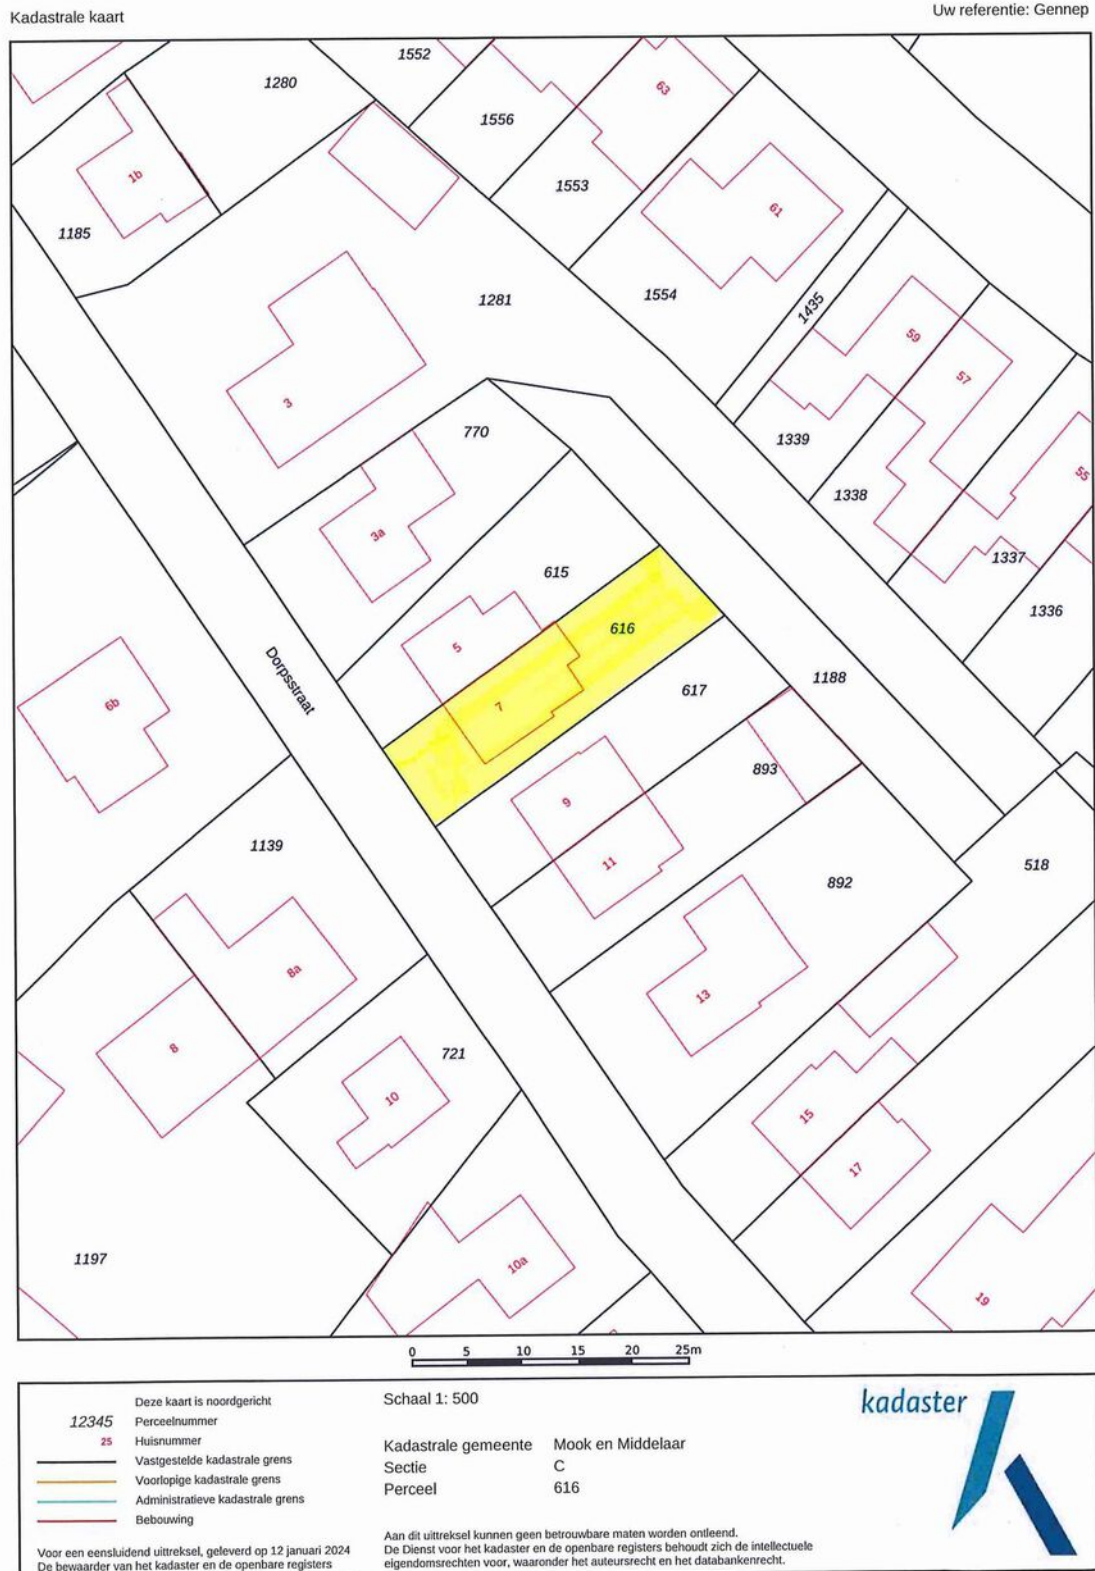 Kadastrale kaart
Uw referentie: Gennep
1552
1280
63
1556
1b
1553
61
1185
1554
1281
1435
59
57
3
770
1339
55
1338
3a
1337
615
1336
616
5
Dorpsstraat
1188
617
6b
7
893
9
1139
11
518
892
8a
13
8
721
10
15
17
1197
10a
19
0 5 10 15 20 25m
Deze kaart is noordgericht
12345 Perceelnummer
25 Huisnummer
Vastgestelde kadastrale grens
Voorlopige kadastrale grens
Administratieve kadastrale grens
Bebouwing
Voor een eensluidend uittreksel, geleverd op 12 januari 2024
De bewaarder van het kadaster en de openbare registers
Schaal 1: 500
Kadastrale gemeente Mook en Middelaar
Sectie C
Perceel 616
Aan dit uittreksel kunnen geen betrouwbare maten worden ontleend.
De Dienst voor het kadaster en de openbare registers behoudt zich de intellectuele
eigendomsrechten voor, waaronder het auteursrecht en het databankenrecht.
kadaster